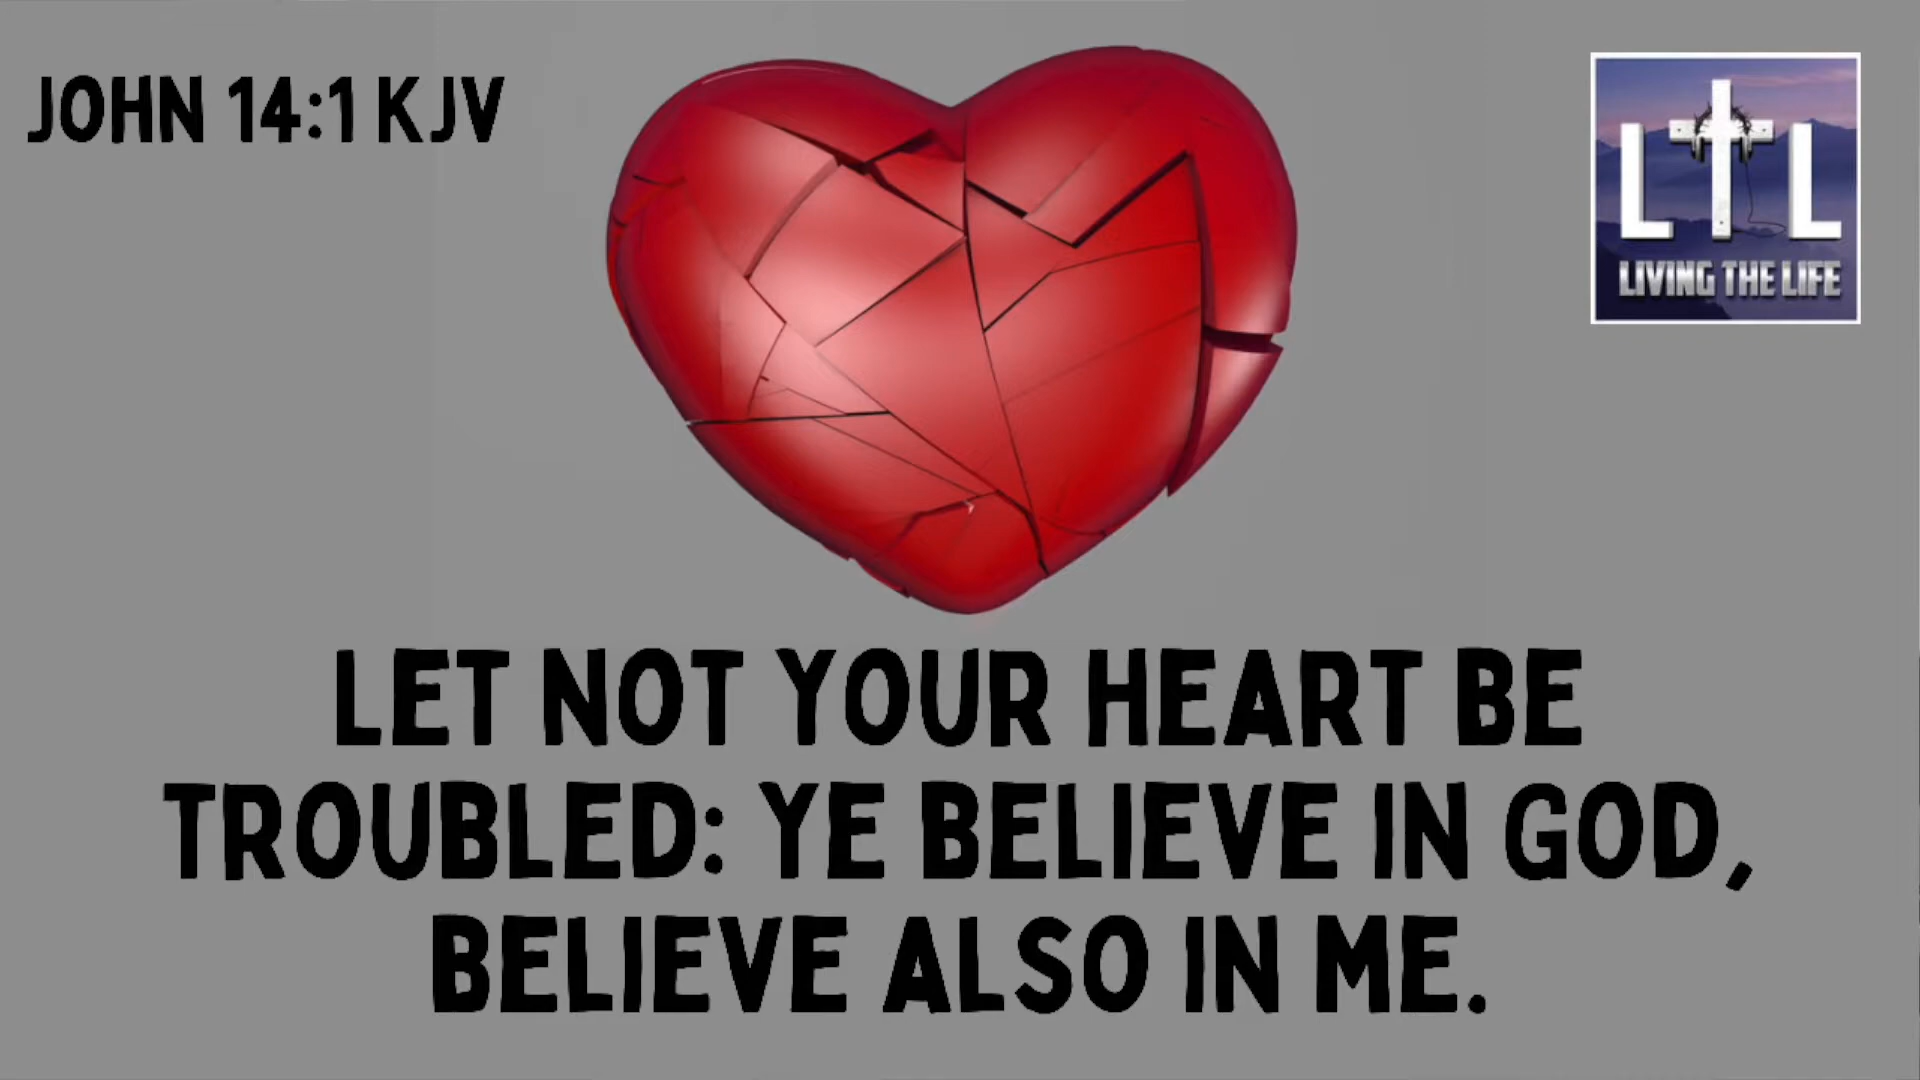 JOHN 14:1 KJV
LTL
LIVING THE LIFE
LET NOT YOUR HEART BE
TROUBLED: YE BELIEVE IN GOD,
BELIEVE ALSO IN ME.